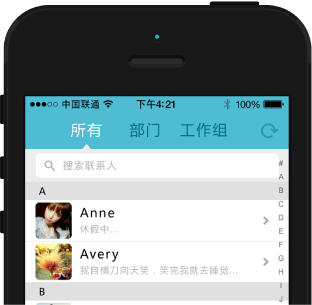 中国联通 下午4:21 100%
所有 部门 工作组
搜索联系人
#
A
B
C
D
E
F
G
H
I
J
A
Anne
休假中...
Avery
我自横刀向天笑，笑完我就去睡觉...
B